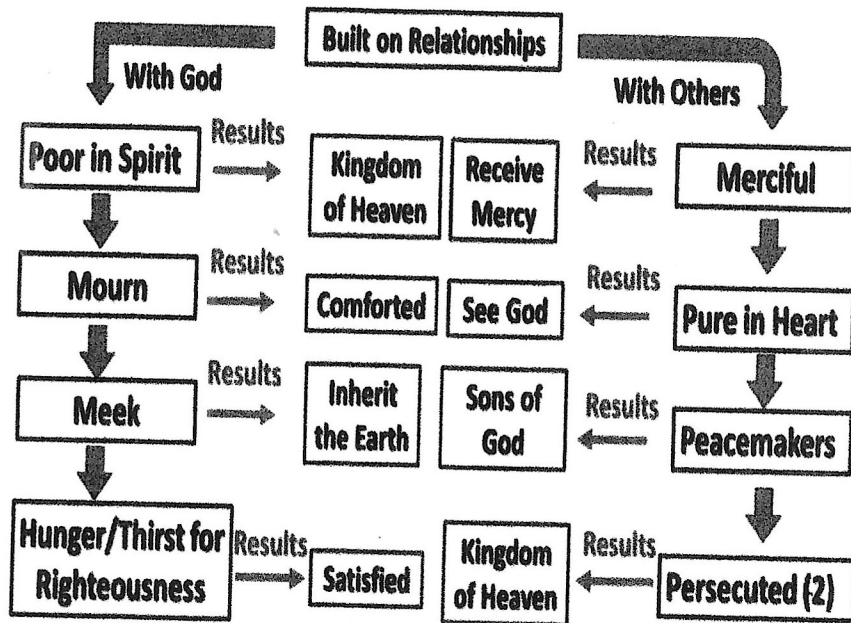 Built on Relationships
With God
With Others
Poor in Spirit
Results
Kingdom
of Heaven
Receive
Mercy
Results
Merciful
Mourn
Results
Comforted
See God
Results
Pure in Heart
Meek
Results
Inherit
the Earth
Sons of
God
Results
Peacemakers
Hunger/Thirst for
Righteousness
Results
Satisfied
Kingdom
of Heaven
Results
Persecuted (2)